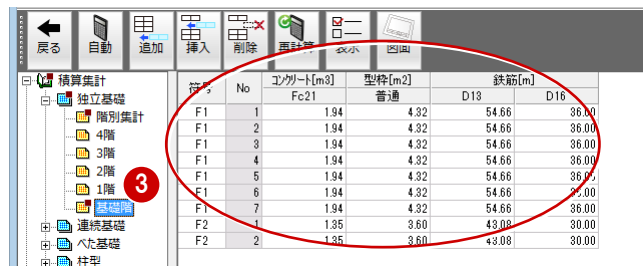 戻る 自動 追加 挿入 削除 再計算 表示 図面
積算集計
独立基礎
階別集計
4階
3階
2階
1階
基礎階
連続基礎
べた基礎
柱型
3
符号 No コンクリート[m3] 型枠[m2] 鉄筋[m]
Fc21 普通 D13 D16
F1 1 1.94 4.32 54.66 36.00
F1 2 1.94 4.32 54.66 36.00
F1 3 1.94 4.32 54.66 36.00
F1 4 1.94 4.32 54.66 36.00
F1 5 1.94 4.32 54.66 36.00
F1 6 1.94 4.32 54.66 36.00
F1 7 1.94 4.32 54.66 36.00
F2 1 1.35 3.60 43.08 30.00
F2 2 1.35 3.60 43.08 30.00